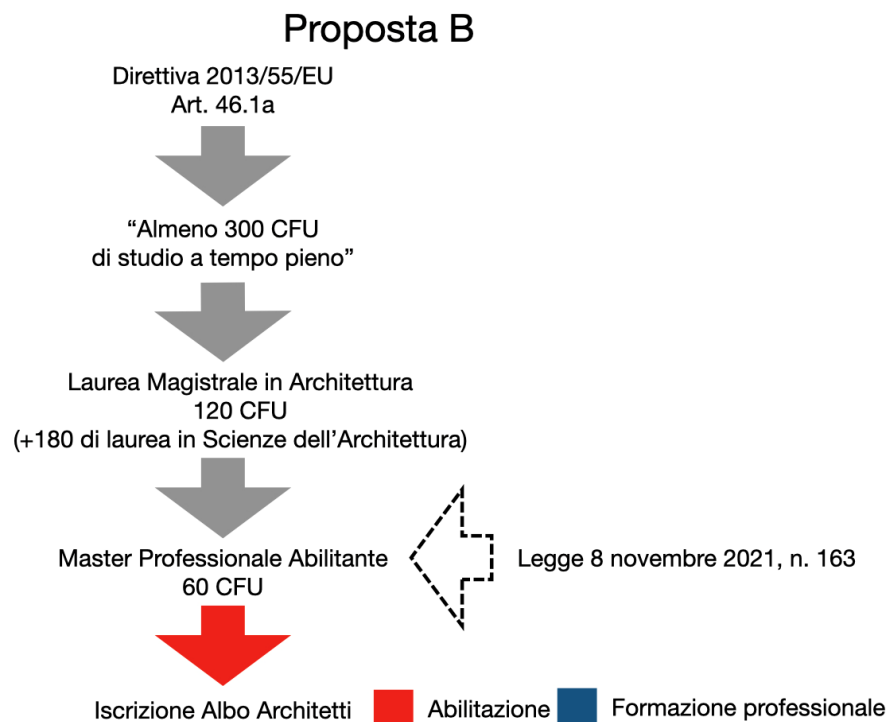 Proposta B
Direttiva 2013/55/EU
Art. 46.1a
“Almeno 300 CFU
di studio a tempo pieno”
Laurea Magistrale in Architettura
120 CFU
(+180 di laurea in Scienze dell'Architettura)
Master Professionale Abilitante
60 CFU
Legge 8 novembre 2021, n. 163
Iscrizione Albo Architetti
Abilitazione
Formazione professionale